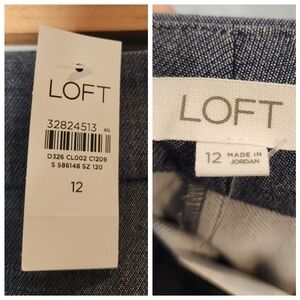 LOFT
32824513
D326 CL002 C1209
S 586148 SZ 120
12
LOFT
12 MADE IN
JORDAN